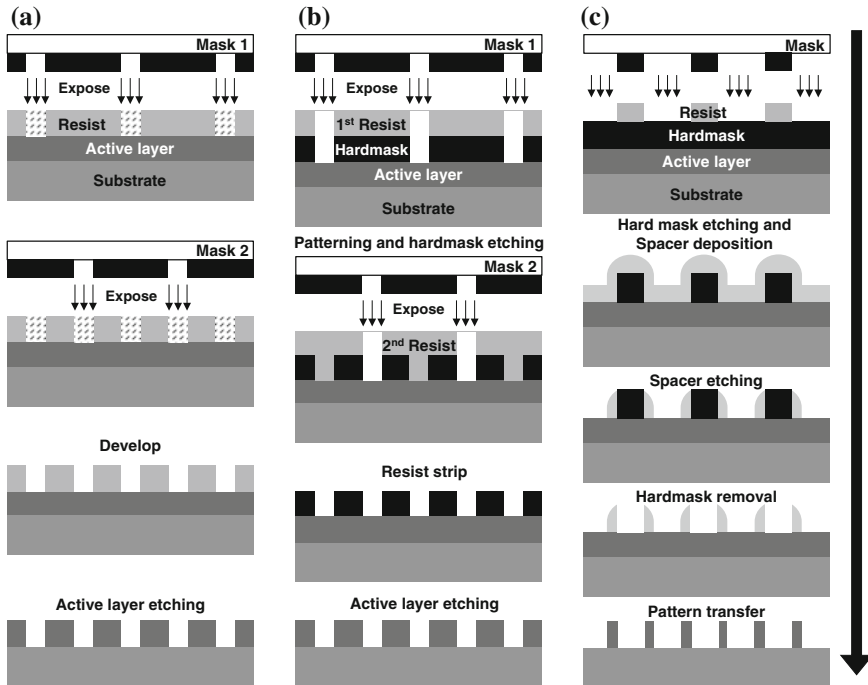 (a)
Mask 1
Expose
Resist
Active layer
Substrate
Mask 2
Expose
Develop
Active layer etching
(b)
Mask 1
Expose
1st Resist
Hardmask
Active layer
Substrate
Patterning and hardmask etching
Mask 2
Expose
2nd Resist
Resist strip
Active layer etching
(c)
Mask
Resist
Hardmask
Active layer
Substrate
Hard mask etching and
Spacer deposition
Spacer etching
Hardmask removal
Pattern transfer